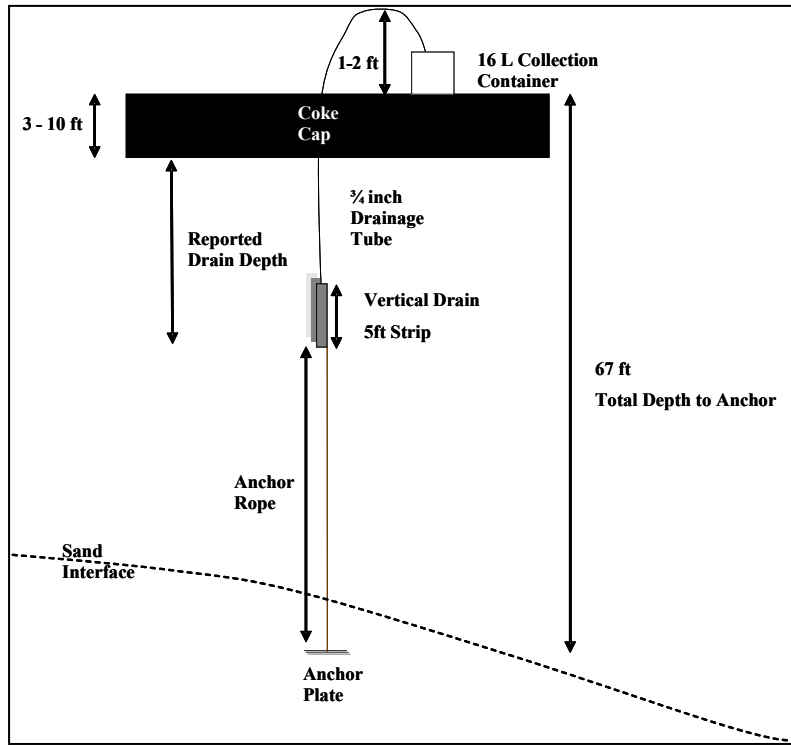 1-2 ft
16 L Collection
Container
3 - 10 ft
Coke
Cap
¾ inch
Drainage
Tube
Reported
Drain Depth
Vertical Drain
5ft Strip
67 ft
Total Depth to Anchor
Anchor
Rope
Sand
Interface
Anchor
Plate